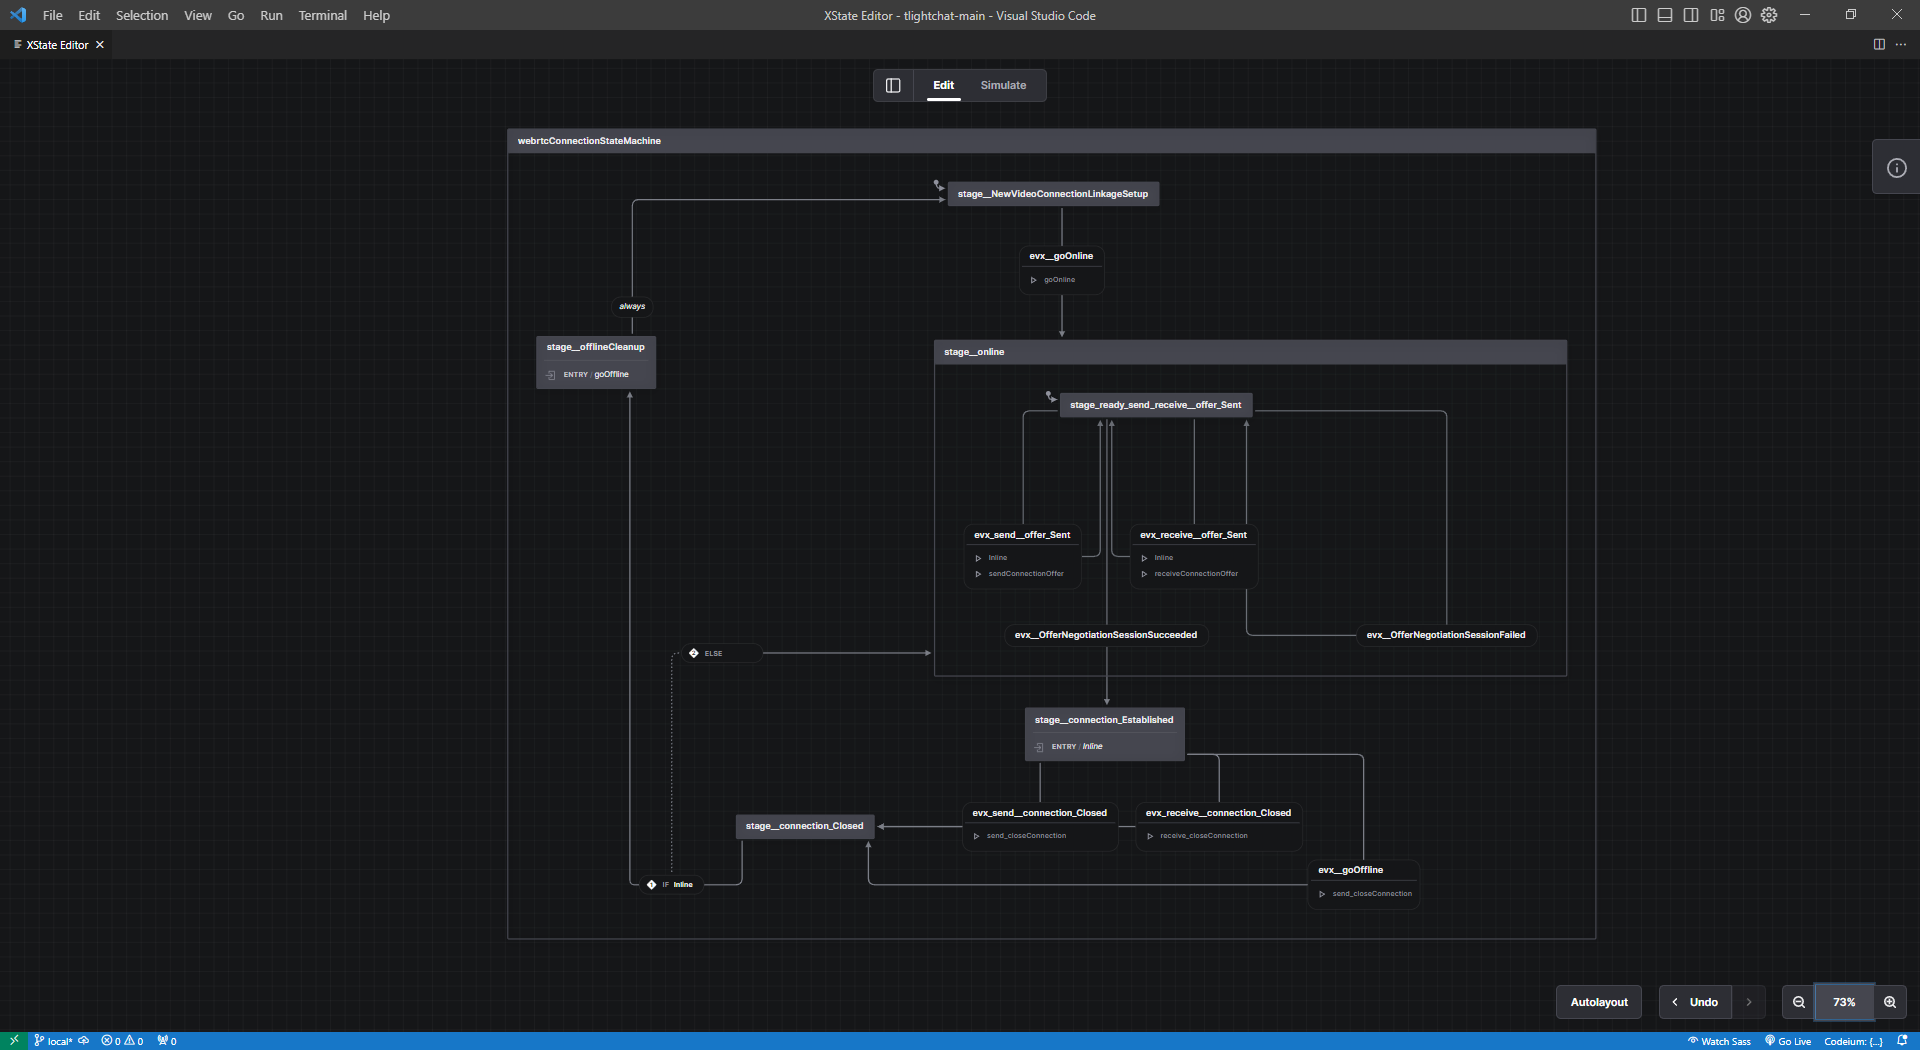 File Edit Selection View Go Run Terminal Help
XState Editor - tlightchat-main - Visual Studio Code
XState Editor
Edit Simulate
webrtcConnectionStateMachine
stage__NewVideoConnectionLinkageSetup
evx__goOnline
goOnline
always
stage__offlineCleanup
ENTRY / goOffline
stage__online
stage_ready_send_receive__offer_Sent
evx_send__offer_Sent
Inline
sendConnectionOffer
evx_receive__offer_Sent
Inline
receiveConnectionOffer
evx__OfferNegotiationSessionSucceeded
evx__OfferNegotiationSessionFailed
ELSE
stage__connection_Established
ENTRY / Inline
evx_send__connection_Closed
send_closeConnection
evx_receive__connection_Closed
receive_closeConnection
stage__connection_Closed
evx__goOffline
send_closeConnection
IF Inline
Autolayout
Undo
73%
local* 0 0 0
Watch Sass Go Live Codeium: {...}